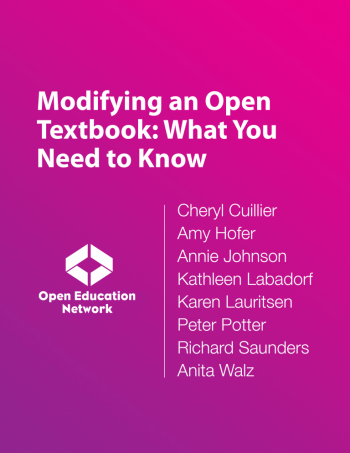 Modifying an Open
Textbook: What You
Need to Know
Cheryl Cuillier
Amy Hofer
Annie Johnson
Kathleen Labadorf
Karen Lauritsen
Peter Potter
Richard Saunders
Anita Walz
Open Education
Network